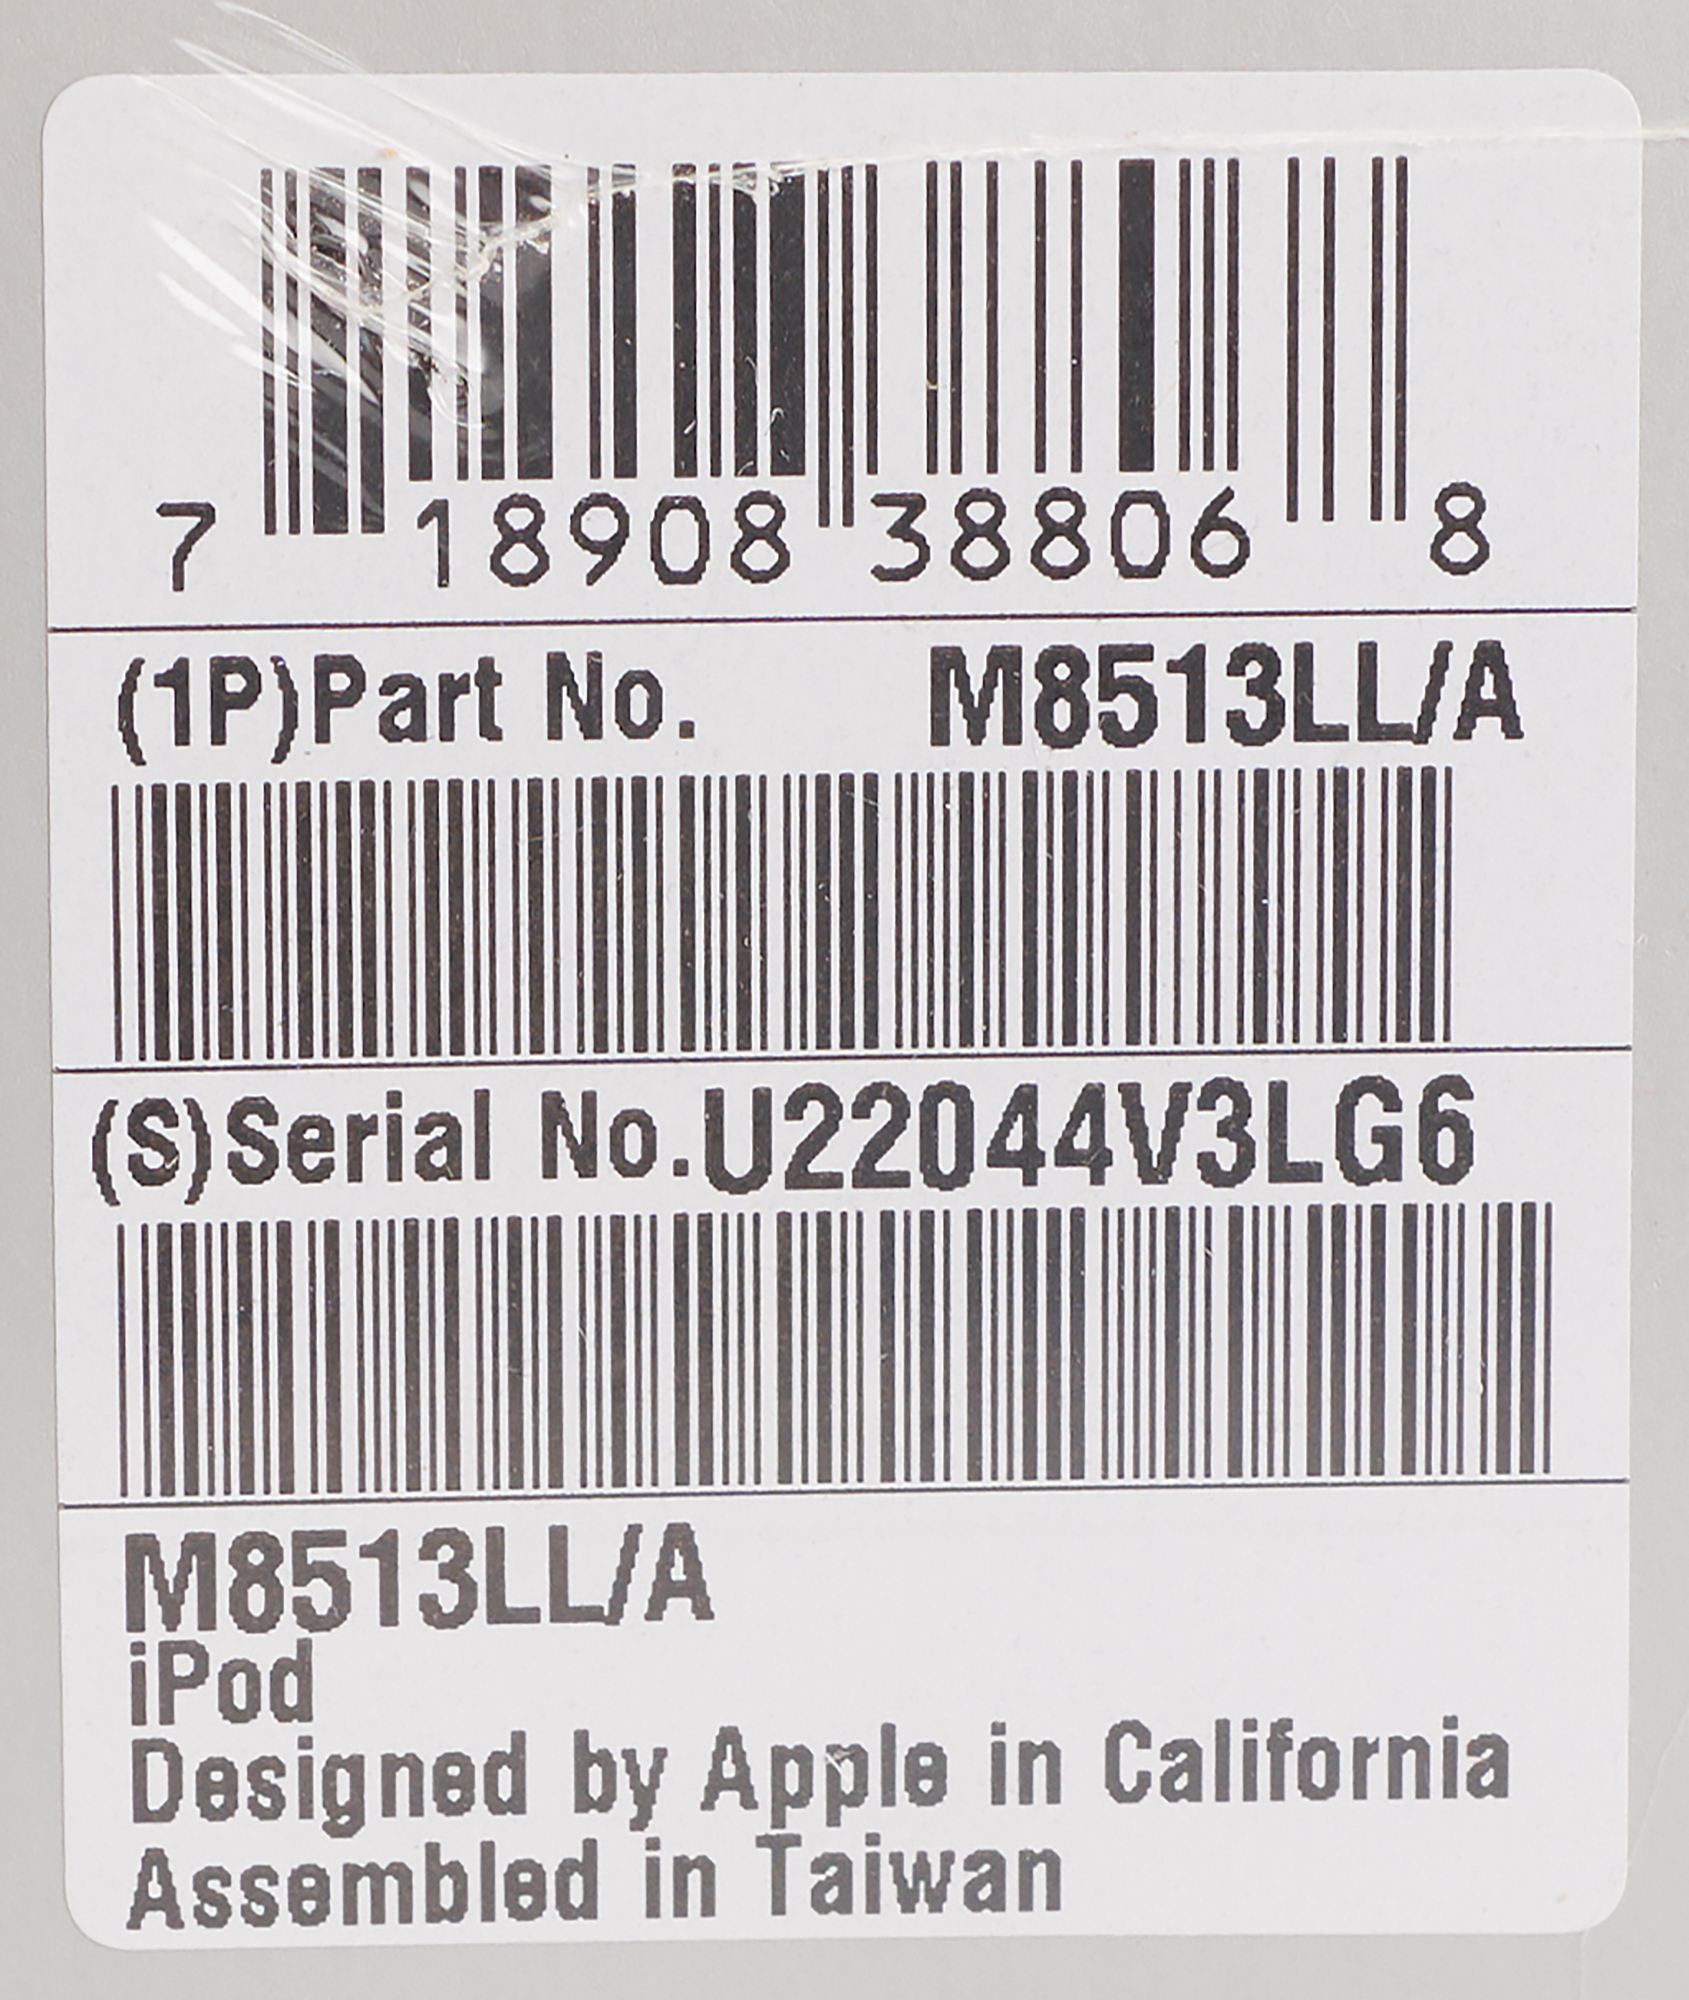 7 18908 38806 8
(1P)Part No. M8513LL/A
(S)Serial No.U22044V3LG6
M8513LL/A
iPod
Designed by Apple in California
Assembled in Taiwan